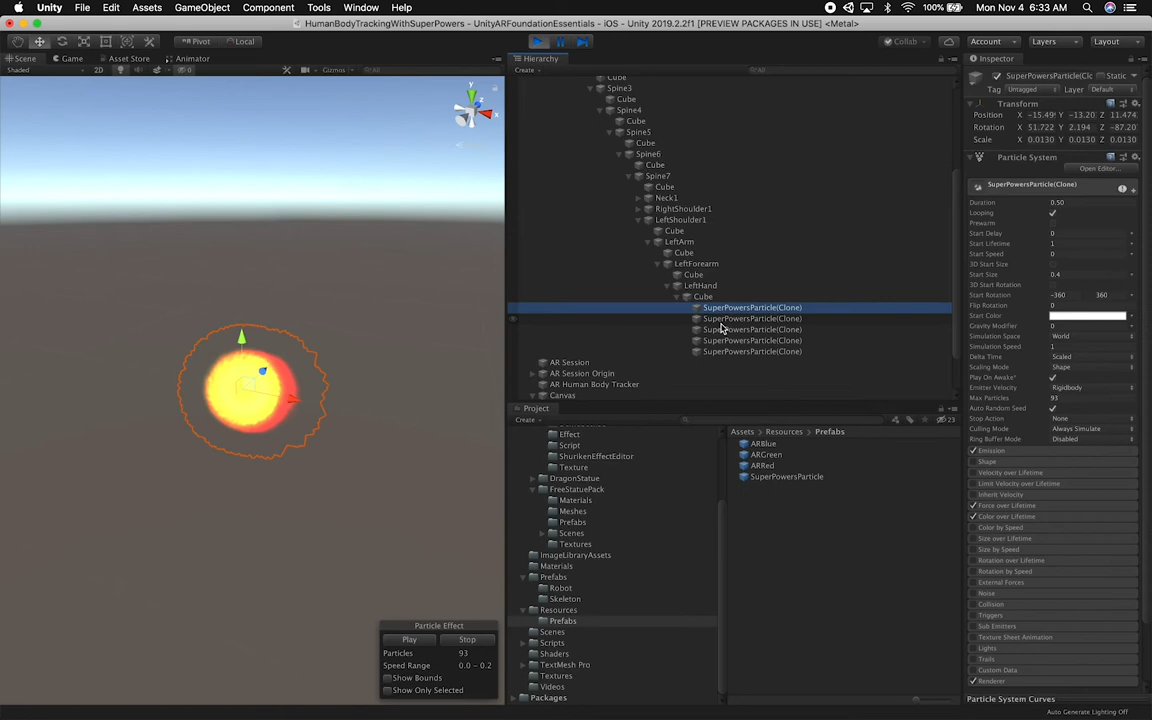 Unity File Edit Assets GameObject Component Tools Window Help 100% Mon Nov 4 6:33 AM
HumanBodyTrackingWithSuperPowers - UnityARFoundationEssentials - iOS - Unity 2019.2.2f1 [PREVIEW PACKAGES IN USE] <Metal>
Pivot Local Collab Account Layers Layout
Scene Game Asset Store Animator
Shaded 2D 0 Gizmos All
y x z
Hierarchy
Create All
Cube
Spine3
Cube
Spine4
Cube
Spine5
Cube
Spine6
Cube
Spine7
Cube
Neck1
RightShoulder1
LeftShoulder1
Cube
LeftArm
Cube
LeftForearm
Cube
LeftHand
Cube
SuperPowersParticle(Clone)
SuperPowersParticle(Clone)
SuperPowersParticle(Clone)
SuperPowersParticle(Clone)
SuperPowersParticle(Clone)
AR Session
AR Session Origin
AR Human Body Tracker
Canvas
Project
Create 23
Effect
Script
ShurikenEffectEditor
Texture
DragonStatue
FreeStatuePack
Materials
Meshes
Prefabs
Scenes
Textures
ImageLibraryAssets
Materials
Prefabs
Robot
Skeleton
Resources
Prefabs
Scenes
Scripts
Shaders
TextMesh Pro
Textures
Videos
Packages
Assets Resources Prefabs
ARBlue
ARGreen
ARRed
SuperPowersParticle
Particle Effect
Play Stop
Particles 93
Speed Range 0.0 - 0.2
Show Bounds
Show Only Selected
Inspector
SuperPowersParticle(Clc Static
Tag Untagged Layer Default
Transform
Position X -15.49 Y -13.20 Z 11.474
Rotation X 51.722 Y 2.194 Z -87.20
Scale X 0.0130 Y 0.0130 Z 0.0130
Particle System
Open Editor...
SuperPowersParticle(Clone)
Duration 0.50
Looping
Prewarm
Start Delay 0
Start Lifetime 1
Start Speed 0
3D Start Size
Start Size 0.4
3D Start Rotation
Start Rotation -360 360
Flip Rotation 0
Start Color
Gravity Modifier 0
Simulation Space World
Simulation Speed 1
Delta Time Scaled
Scaling Mode Shape
Play On Awake*
Emitter Velocity Rigidbody
Max Particles 93
Auto Random Seed
Stop Action None
Culling Mode Always Simulate
Ring Buffer Mode Disabled
Emission
Shape
Velocity over Lifetime
Limit Velocity over Lifetime
Inherit Velocity
Force over Lifetime
Color over Lifetime
Color by Speed
Size over Lifetime
Size by Speed
Rotation over Lifetime
Rotation by Speed
External Forces
Noise
Collision
Triggers
Sub Emitters
Texture Sheet Animation
Lights
Trails
Custom Data
Renderer
Particle System Curves
Auto Generate Lighting Off